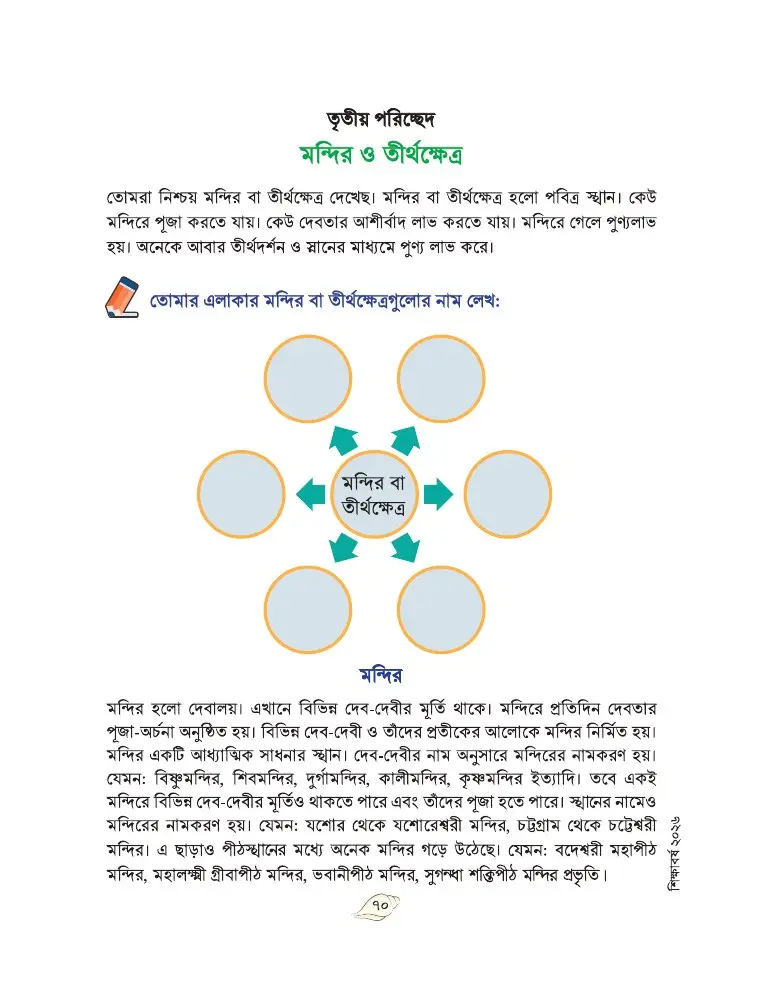 তৃতীয় পরিচ্ছেদ
মন্দির ও তীর্থক্ষেত্র
তোমরা নিশ্চয় মন্দির বা তীর্থক্ষেত্র দেখেছ। মন্দির বা তীর্থক্ষেত্র হলো পবিত্র স্থান। কেউ
মন্দিরে পূজা করতে যায়। কেউ দেবতার আশীর্বাদ লাভ করতে যায়। মন্দিরে গেলে পুণ্যলাভ
হয়। অনেকে আবার তীর্থদর্শন ও স্নানের মাধ্যমে পুণ্য লাভ করে।
তোমার এলাকার মন্দির বা তীর্থক্ষেত্রগুলোর নাম লেখ:
মন্দির বা
তীর্থক্ষেত্র
মন্দির
মন্দির হলো দেবালয়। এখানে বিভিন্ন দেব-দেবীর মূর্তি থাকে। মন্দিরে প্রতিদিন দেবতার
পূজা-অর্চনা অনুষ্ঠিত হয়। বিভিন্ন দেব-দেবী ও তাঁদের প্রতীকের আলোকে মন্দির নির্মিত হয়।
মন্দির একটি আধ্যাত্মিক সাধনার স্থান। দেব-দেবীর নাম অনুসারে মন্দিরের নামকরণ হয়।
যেমন: বিষ্ণুমন্দির, শিবমন্দির, দুর্গামন্দির, কালীমন্দির, কৃষ্ণমন্দির ইত্যাদি। তবে একই
মন্দিরে বিভিন্ন দেব-দেবীর মূর্তিও থাকতে পারে এবং তাঁদের পূজা হতে পারে। স্থানের নামেও
মন্দিরের নামকরণ হয়। যেমন: যশোর থেকে যশোরেশ্বরী মন্দির, চট্টগ্রাম থেকে চট্টেশ্বরী
মন্দির। এ ছাড়াও পীঠস্থানের মধ্যে অনেক মন্দির গড়ে উঠেছে। যেমন: বদেশ্বরী মহাপীঠ
মন্দির, মহালক্ষ্মী গ্রীবাপীঠ মন্দির, ভবানীপীঠ মন্দির, সুগন্ধা শক্তিপীঠ মন্দির প্রভৃতি।
৭০
শিক্ষাবর্ষ ২০২৬